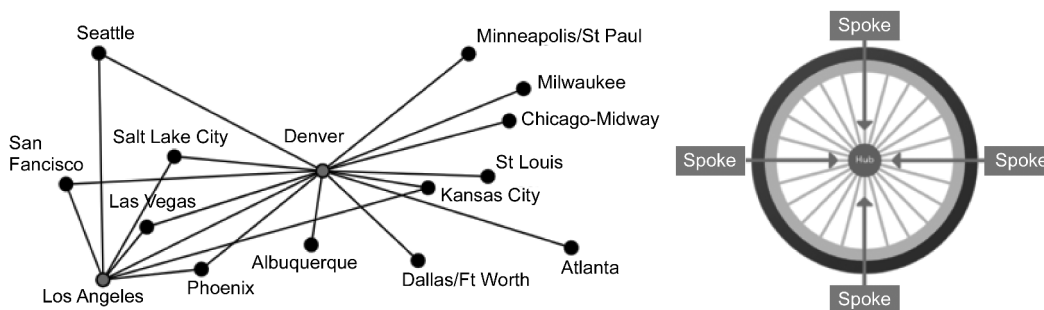 Seattle
Minneapolis/St Paul
Milwaukee
Chicago-Midway
Denver
Salt Lake City
San
Fancisco
St Louis
Kansas City
Las Vegas
Albuquerque
Dallas/Ft Worth
Atlanta
Phoenix
Los Angeles
Spoke
Spoke
Hub
Spoke
Spoke